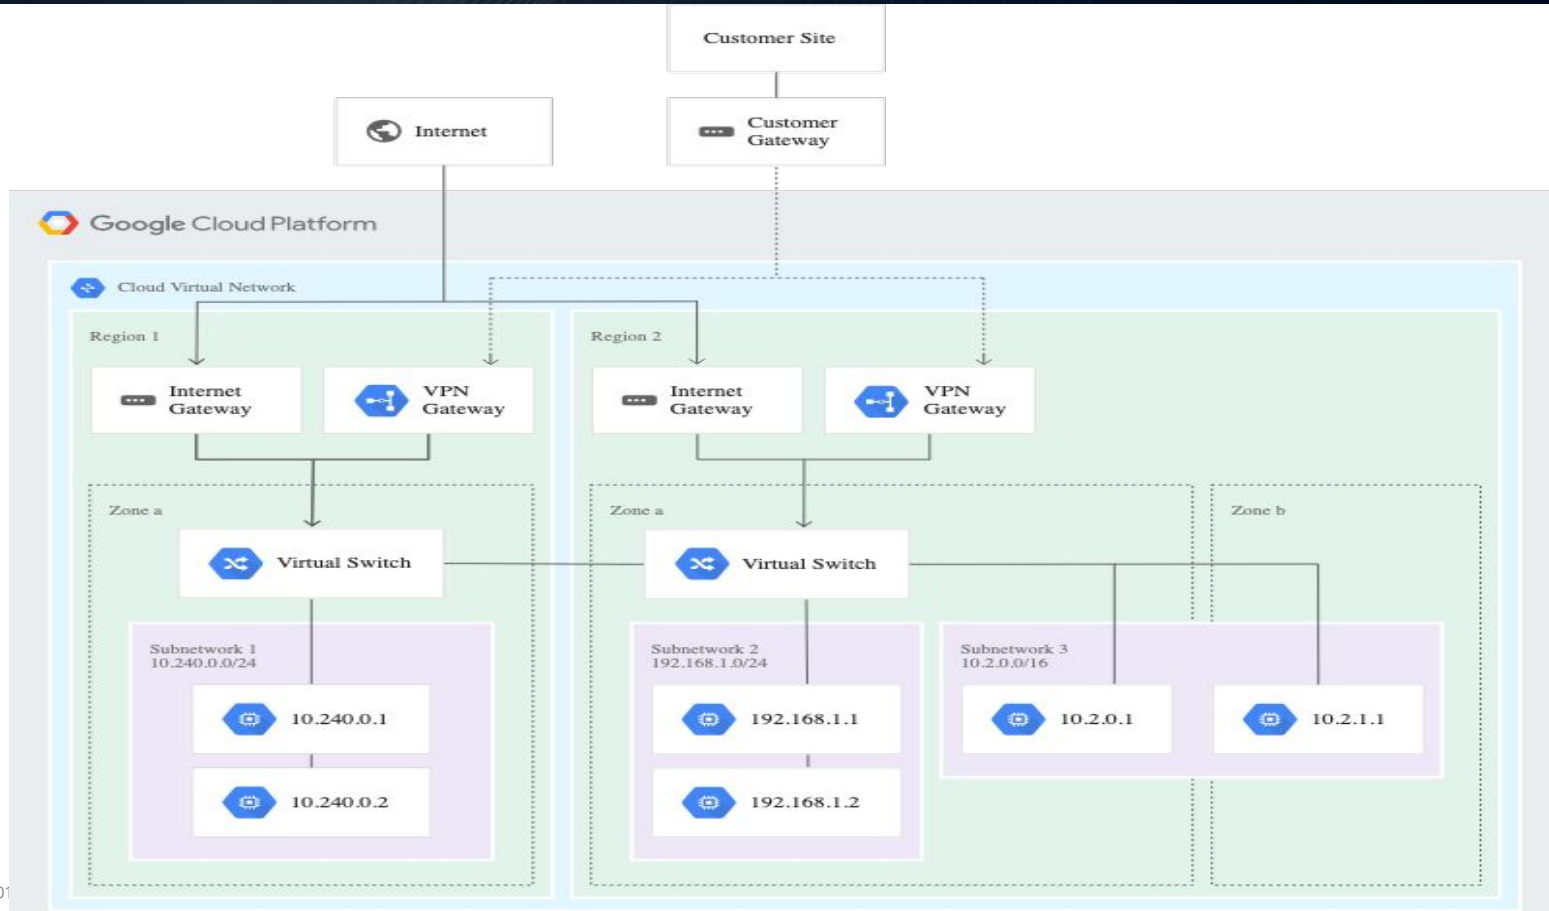 Customer Site
Internet
Customer
Gateway
Google Cloud Platform
Cloud Virtual Network
Region 1
Region 2
Internet
Gateway
VPN
Gateway
Internet
Gateway
VPN
Gateway
Zone a
Zone a
Zone b
Virtual Switch
Virtual Switch
Subnetwork 1
10.240.0.0/24
Subnetwork 2
192.168.1.0/24
Subnetwork 3
10.2.0.0/16
10.240.0.1
192.168.1.1
10.2.0.1
10.2.1.1
10.240.0.2
192.168.1.2